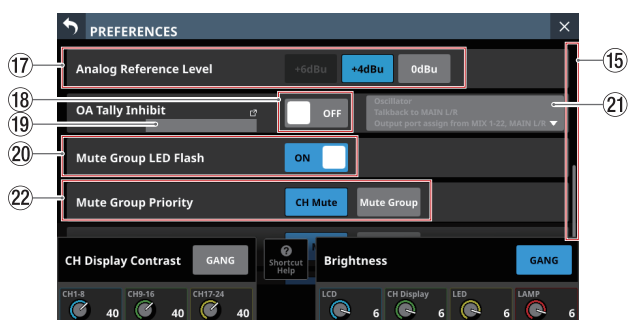 PREFERENCES
×
17
Analog Reference Level
+6dBu
+4dBu
0dBu
15
18
OA Tally Inhibit
OFF
Oscillator
Talkback to MAIN L/R
Output port assign from MIX 1-22, MAIN L/R
21
19
20
Mute Group LED Flash
ON
22
Mute Group Priority
CH Mute
Mute Group
CH Display Contrast
GANG
?
Shortcut
Help
Brightness
GANG
CH1-8
40
CH9-16
40
CH17-24
40
LCD
6
CH Display
6
LED
6
LAMP
6